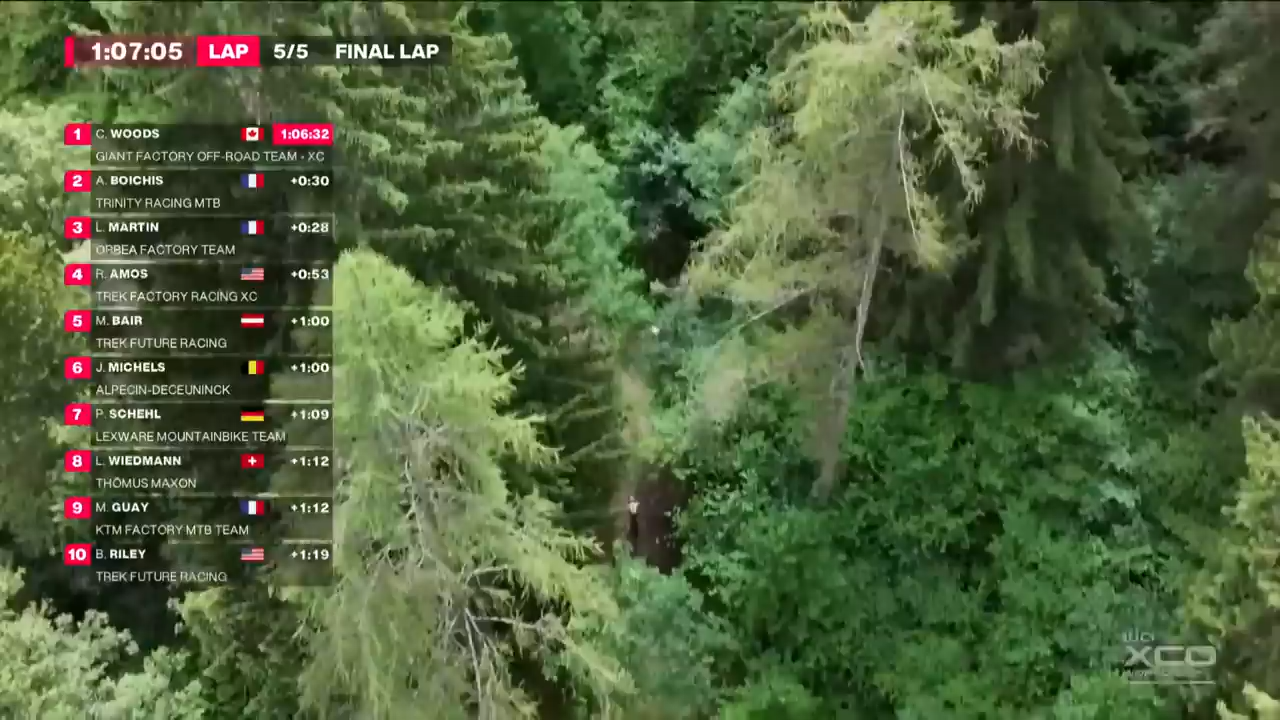 1:07:05 LAP 5/5 FINAL LAP
1 C. WOODS 1:06:32
GIANT FACTORY OFF-ROAD TEAM - XC
2 A. BOICHIS +0:30
TRINITY RACING MTB
3 L. MARTIN +0:28
ORBEA FACTORY TEAM
4 R. AMOS +0:53
TREK FACTORY RACING XC
5 M. BAIR +1:00
TREK FUTURE RACING
6 J. MICHELS +1:00
ALPECIN-DECEUNINCK
7 P. SCHEHL +1:09
LEXWARE MOUNTAINBIKE TEAM
8 L. WIEDMANN +1:12
THÖMUS MAXON
9 M. GUAY +1:12
KTM FACTORY MTB TEAM
10 B. RILEY +1:19
TREK FUTURE RACING
UCI
XCO